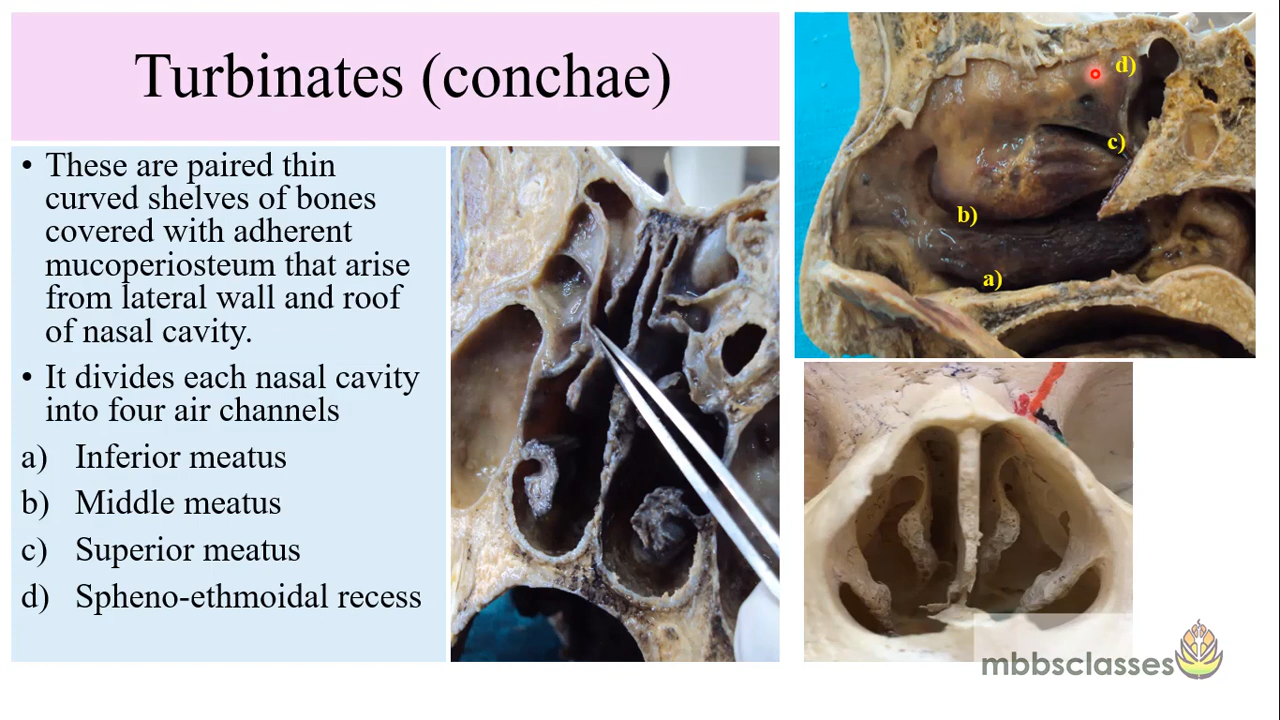 Turbinates (conchae)
• These are paired thin
curved shelves of bones
covered with adherent
mucoperiosteum that arise
from lateral wall and roof
of nasal cavity.
• It divides each nasal cavity
into four air channels
a) Inferior meatus
b) Middle meatus
c) Superior meatus
d) Spheno-ethmoidal recess
d)
c)
b)
a)
mbbsclasses